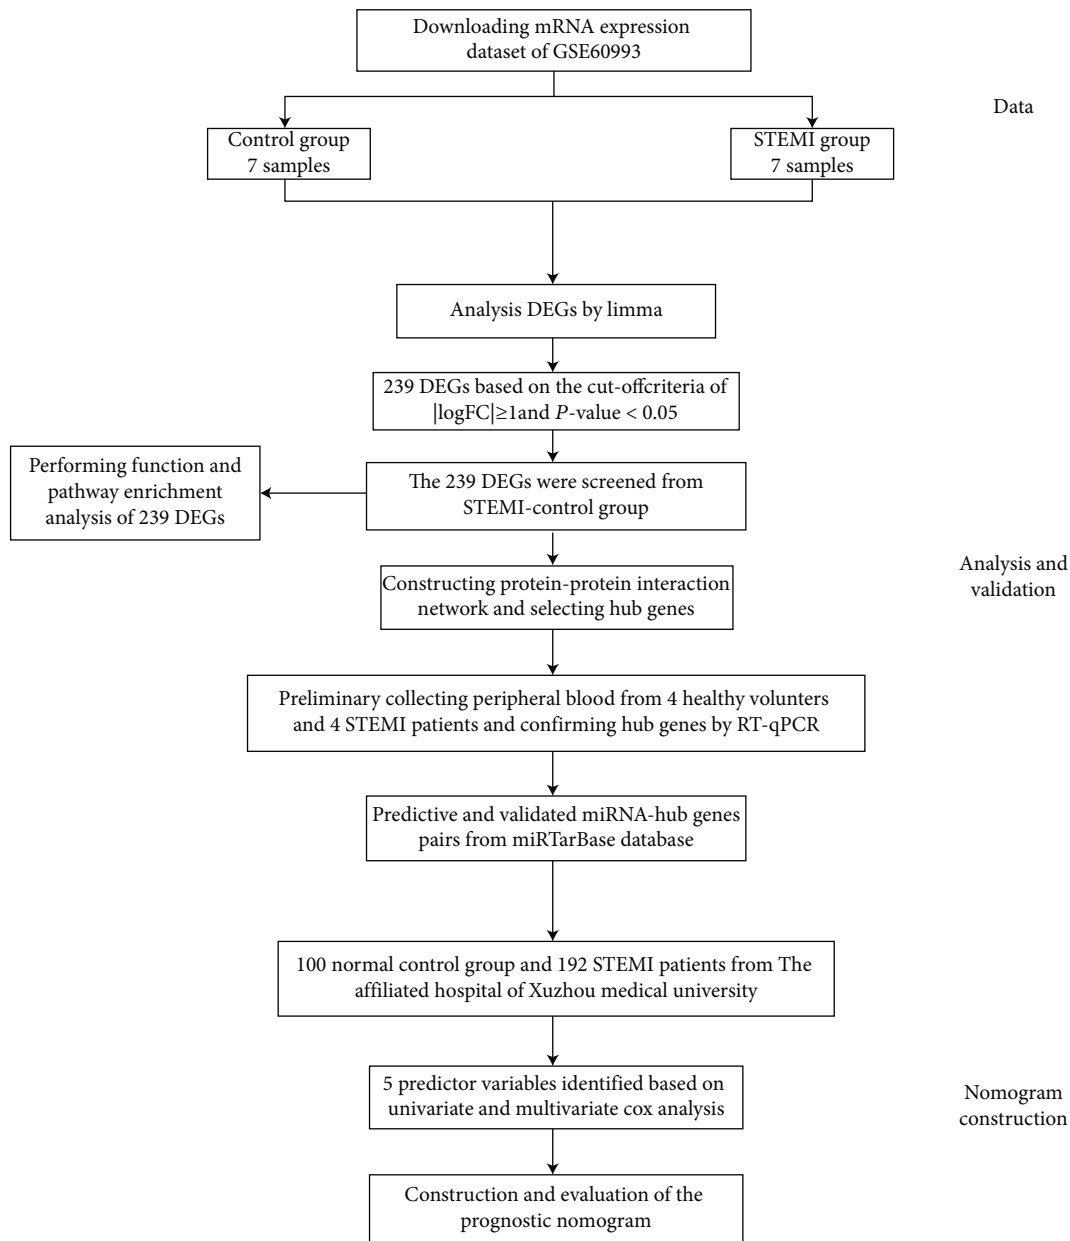 Downloading mRNA expression
dataset of GSE60993
Data
Control group
7 samples
STEMI group
7 samples
Analysis DEGs by limma
239 DEGs based on the cut-offcriteria of
|logFC|≥1and P-value < 0.05
Performing function and
pathway enrichment
analysis of 239 DEGs
The 239 DEGs were screened from
STEMI-control group
Analysis and
validation
Constructing protein-protein interaction
network and selecting hub genes
Preliminary collecting peripheral blood from 4 healthy volunters
and 4 STEMI patients and confirming hub genes by RT-qPCR
Predictive and validated miRNA-hub genes
pairs from miRTarBase database
100 normal control group and 192 STEMI patients from The
affiliated hospital of Xuzhou medical university
5 predictor variables identified based on
univariate and multivariate cox analysis
Nomogram
construction
Construction and evaluation of the
prognostic nomogram